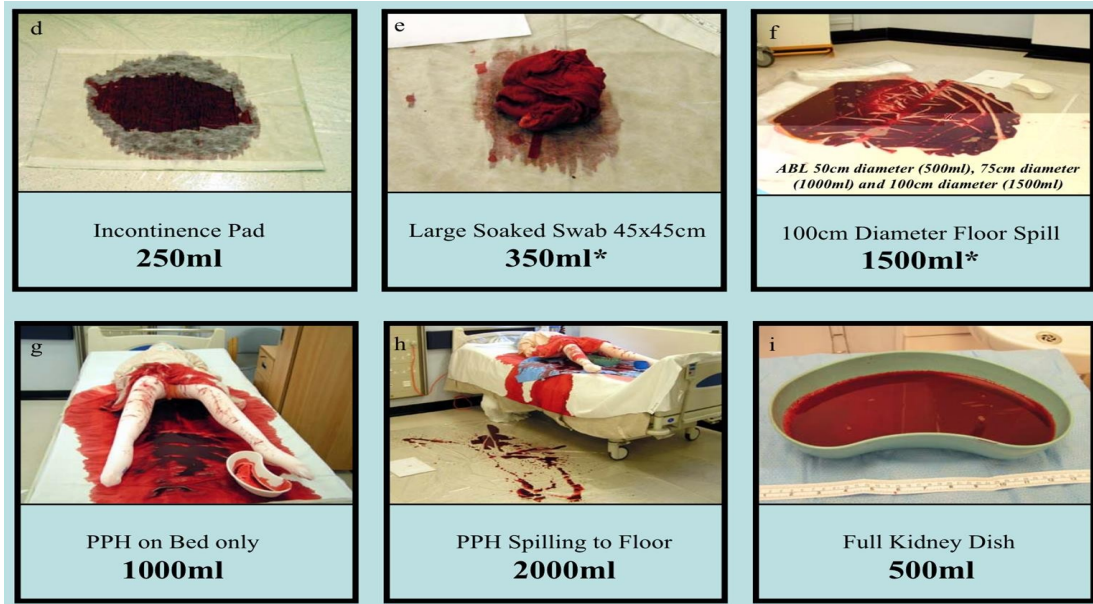 d
Incontinence Pad
250ml
e
Large Soaked Swab 45x45cm
350ml*
f
ABL 50cm diameter (500ml), 75cm diameter
(1000ml) and 100cm diameter (1500ml)
100cm Diameter Floor Spill
1500ml*
g
PPH on Bed only
1000ml
h
PPH Spilling to Floor
2000ml
i
Full Kidney Dish
500ml